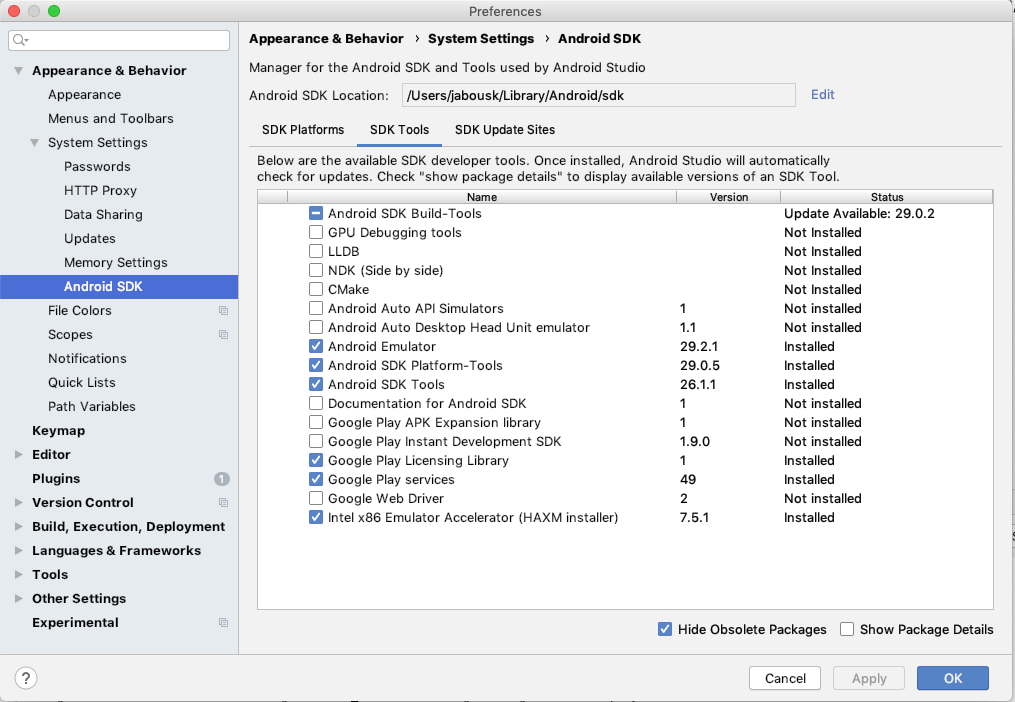 Preferences
Appearance & Behavior
Appearance
Menus and Toolbars
System Settings
Passwords
HTTP Proxy
Data Sharing
Updates
Memory Settings
Android SDK
File Colors
Scopes
Notifications
Quick Lists
Path Variables
Keymap
Editor
Plugins 1
Version Control
Build, Execution, Deployment
Languages & Frameworks
Tools
Other Settings
Experimental
Appearance & Behavior › System Settings › Android SDK
Manager for the Android SDK and Tools used by Android Studio
Android SDK Location: /Users/jabousk/Library/Android/sdk Edit
SDK Platforms SDK Tools SDK Update Sites
Below are the available SDK developer tools. Once installed, Android Studio will automatically
check for updates. Check "show package details" to display available versions of an SDK Tool.
Name Version Status
Android SDK Build-Tools Update Available: 29.0.2
GPU Debugging tools Not Installed
LLDB Not Installed
NDK (Side by side) Not Installed
CMake Not Installed
Android Auto API Simulators 1 Not installed
Android Auto Desktop Head Unit emulator 1.1 Not installed
Android Emulator 29.2.1 Installed
Android SDK Platform-Tools 29.0.5 Installed
Android SDK Tools 26.1.1 Installed
Documentation for Android SDK 1 Not installed
Google Play APK Expansion library 1 Not installed
Google Play Instant Development SDK 1.9.0 Not installed
Google Play Licensing Library 1 Installed
Google Play services 49 Installed
Google Web Driver 2 Not installed
Intel x86 Emulator Accelerator (HAXM installer) 7.5.1 Installed
Hide Obsolete Packages Show Package Details
? Cancel Apply OK